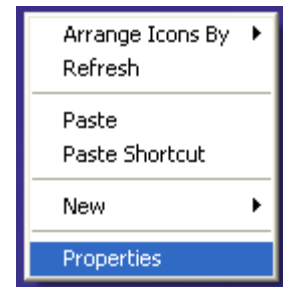 Arrange Icons By
Refresh
Paste
Paste Shortcut
New
Properties